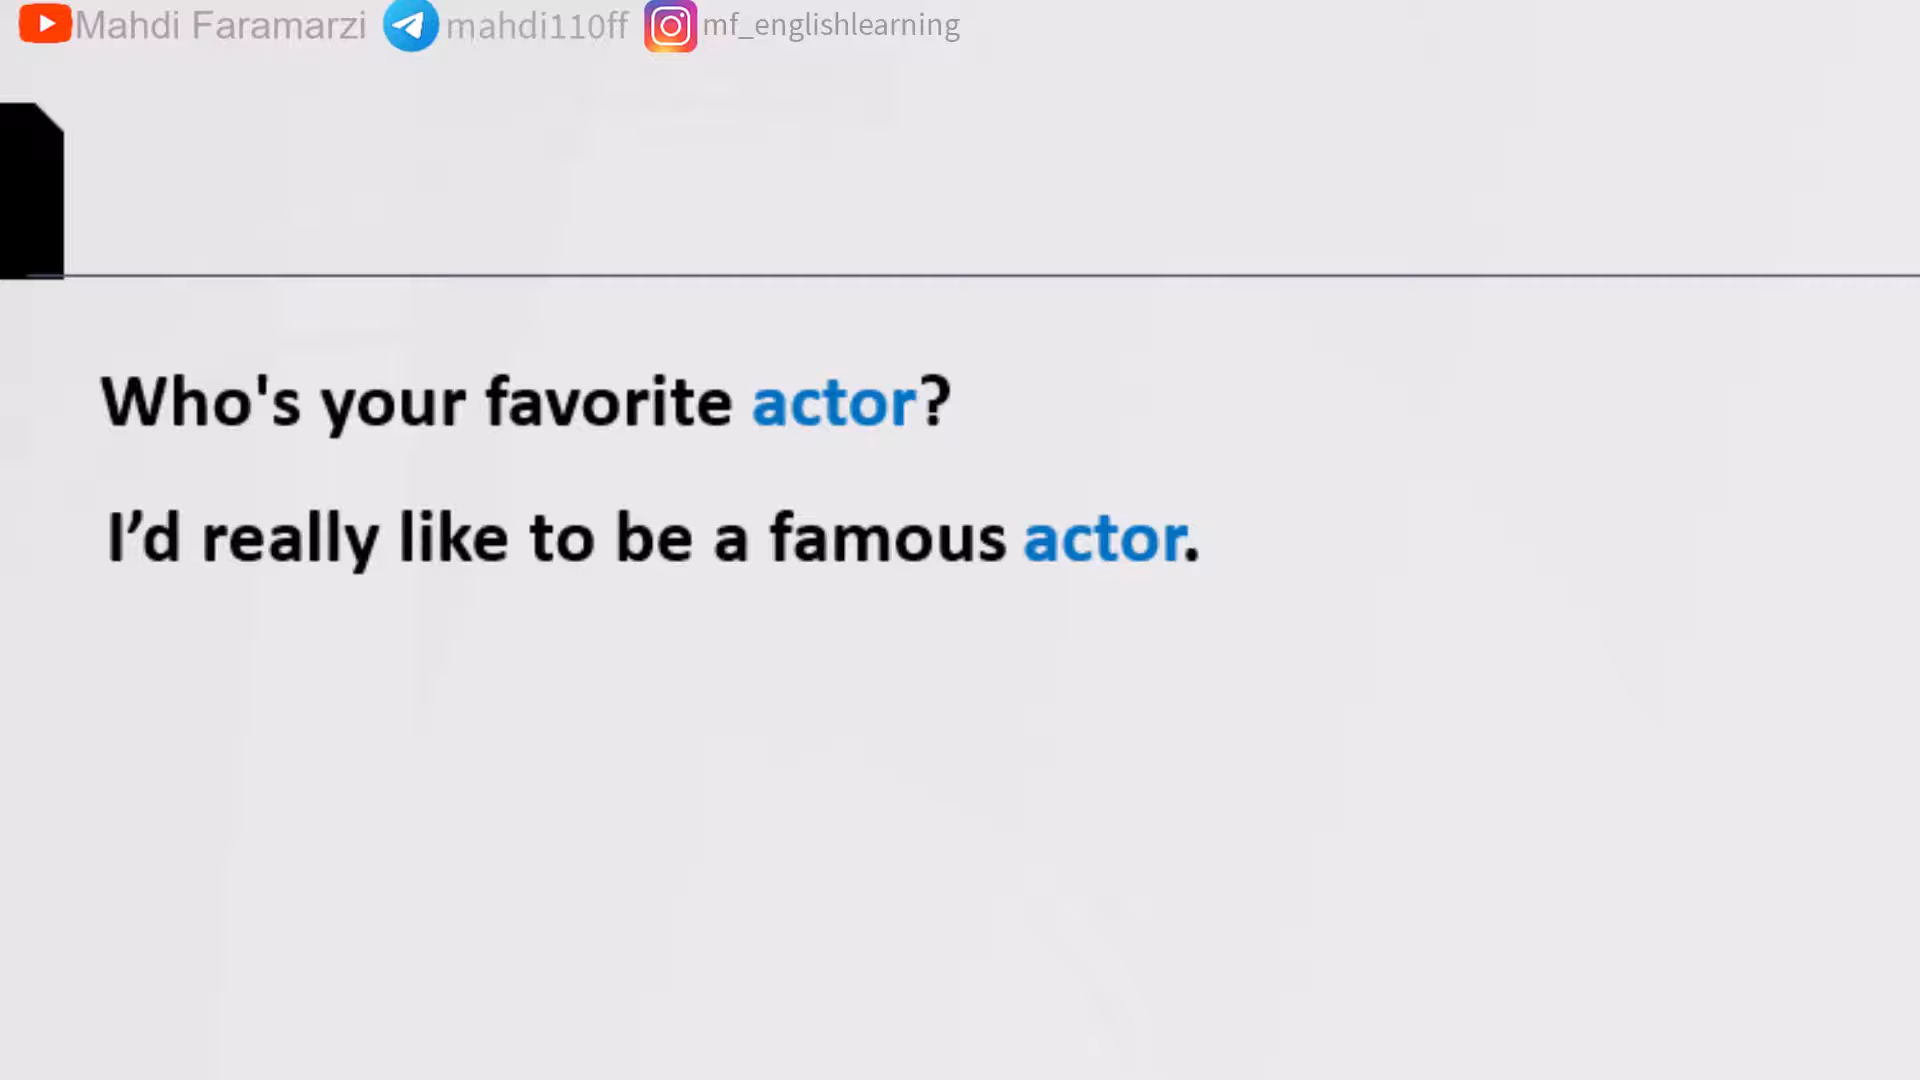 Mahdi Faramarzi mahdi110ff mf_englishlearning
Who's your favorite actor?
I’d really like to be a famous actor.